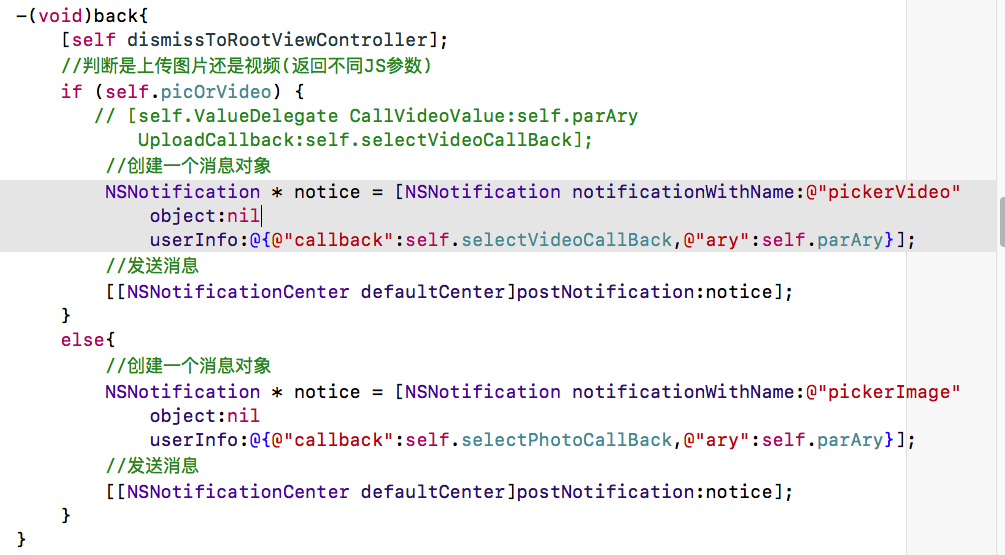 -(void)back{
[self dismissToRootViewController];
//判断是上传图片还是视频(返回不同JS参数)
if (self.picOrVideo) {
// [self.ValueDelegate CallVideoValue:self.parAry
UploadCallback:self.selectVideoCallBack];
//创建一个消息对象
NSNotification * notice = [NSNotification notificationWithName:@"pickerVideo"
object:nil
userInfo:@{@"callback":self.selectVideoCallBack,@"ary":self.parAry}];
//发送消息
[[NSNotificationCenter defaultCenter]postNotification:notice];
}
else{
//创建一个消息对象
NSNotification * notice = [NSNotification notificationWithName:@"pickerImage"
object:nil
userInfo:@{@"callback":self.selectPhotoCallBack,@"ary":self.parAry}];
//发送消息
[[NSNotificationCenter defaultCenter]postNotification:notice];
}
}